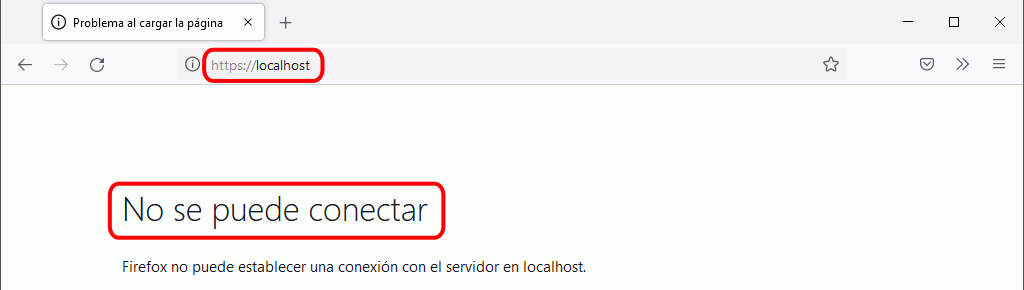 Problema al cargar la página
https://localhost
No se puede conectar
Firefox no puede establecer una conexión con el servidor en localhost.